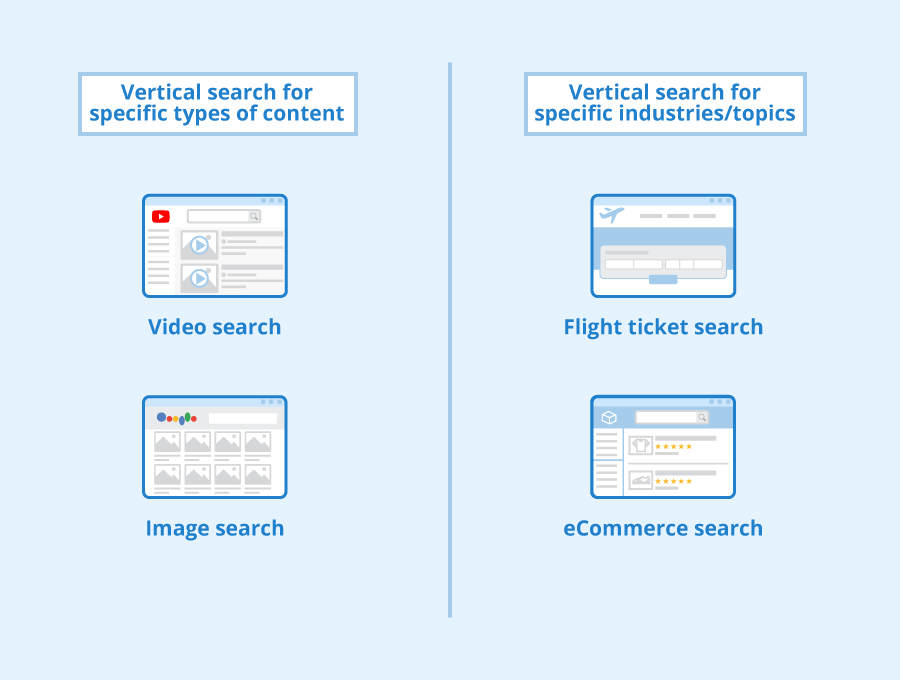 Vertical search for
specific types of content
Video search
Image search
Vertical search for
specific industries/topics
Flight ticket search
eCommerce search